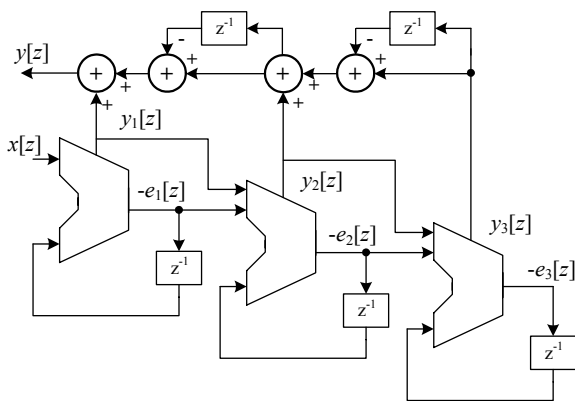 z-1
z-1
-
-
y[z]
+
+
+
+
+
+
+
+
+
+
+
+
y1[z]
x[z]
-e1[z]
y2[z]
-e2[z]
y3[z]
-e3[z]
z-1
z-1
z-1